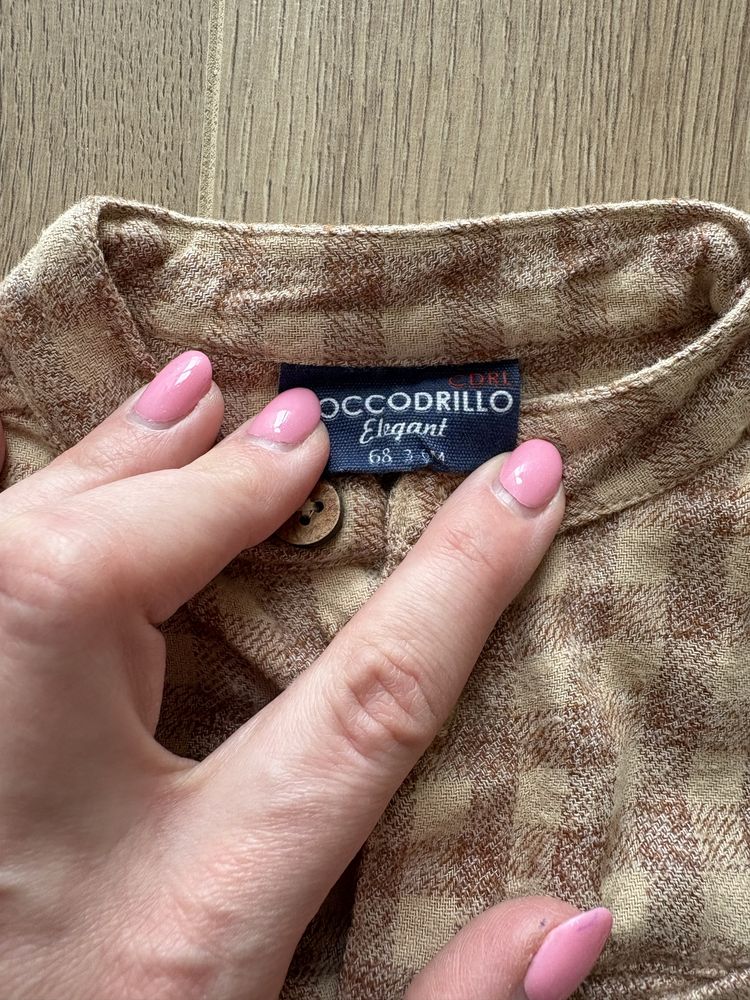 CDRL
OCCODRILLO
Elegant
68